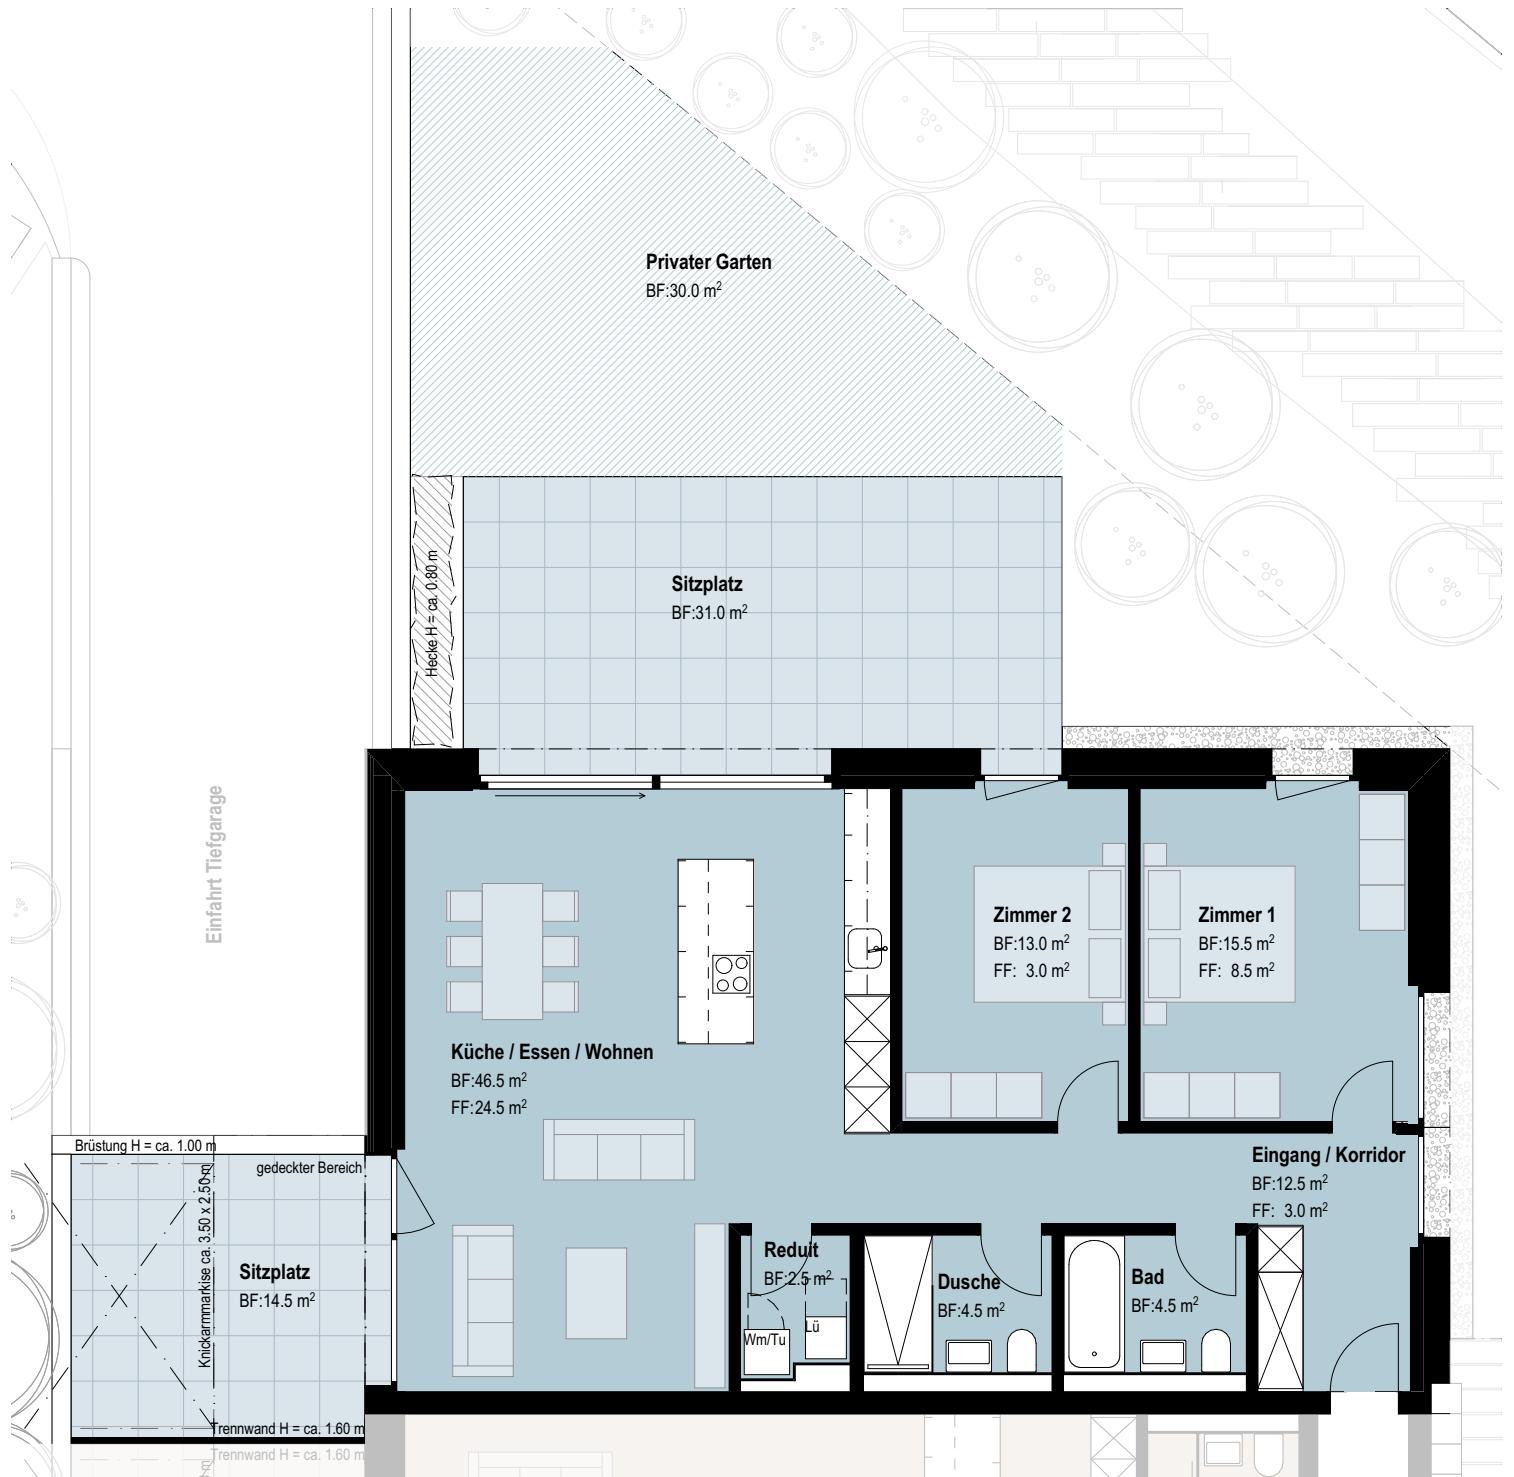 Privater Garten
BF:30.0 m²
Sitzplatz
BF:31.0 m²
Hecke H = ca. 0.80 m
Einfahrt Tiefgarage
Zimmer 2
BF:13.0 m²
FF: 3.0 m²
Zimmer 1
BF:15.5 m²
FF: 8.5 m²
Küche / Essen / Wohnen
BF:46.5 m²
FF:24.5 m²
Brüstung H = ca. 1.00 m
gedeckter Bereich
Knickarmmarkise ca. 3.50 x 2.50 m
Sitzplatz
BF:14.5 m²
Eingang / Korridor
BF:12.5 m²
FF: 3.0 m²
Reduit
BF:2.5 m²
Wm/Tu
Lü
Dusche
BF:4.5 m²
Bad
BF:4.5 m²
Trennwand H = ca. 1.60 m
Trennwand H = ca. 1.60 m